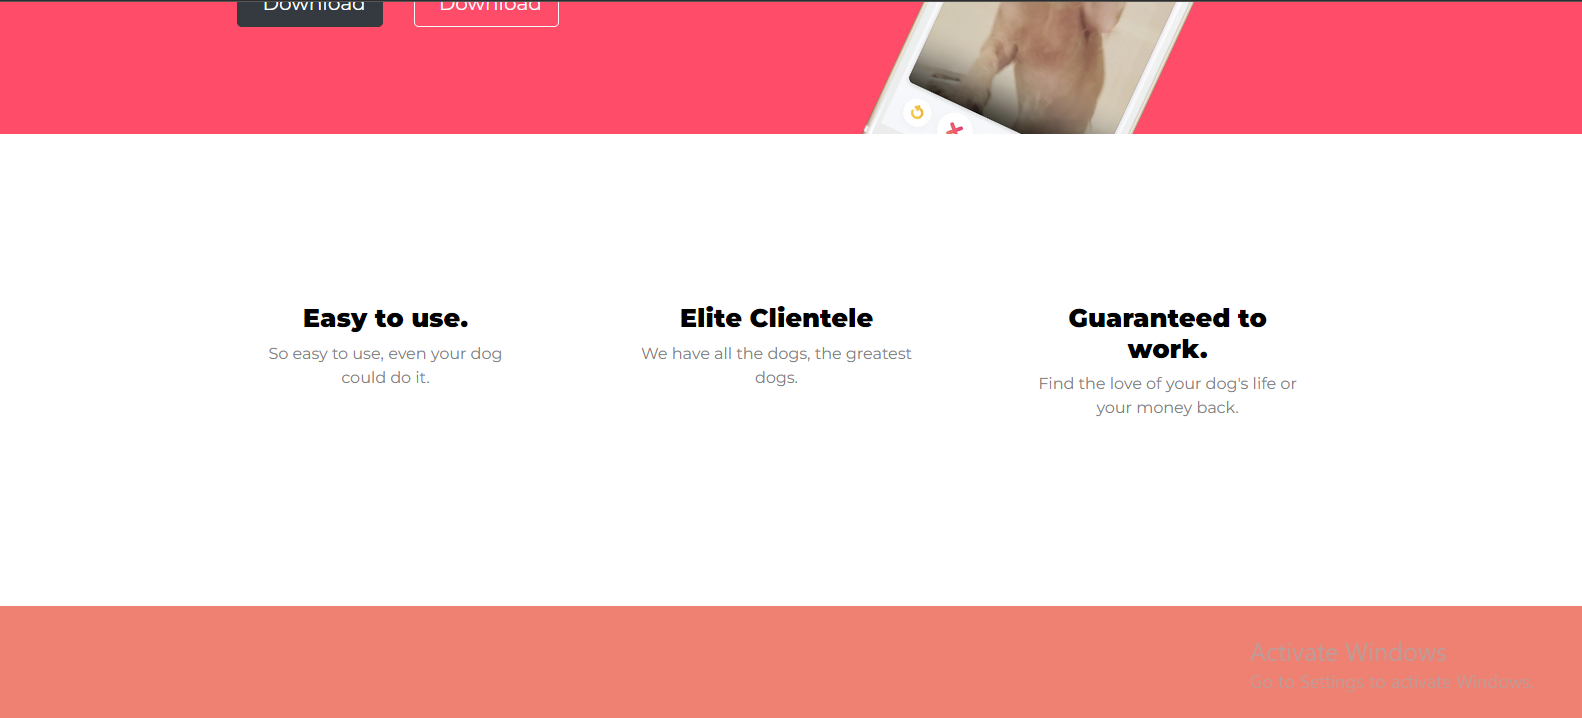 Download Download
Easy to use.
So easy to use, even your dog
could do it.
Elite Clientele
We have all the dogs, the greatest
dogs.
Guaranteed to
work.
Find the love of your dog's life or
your money back.
Activate Windows
Go to Settings to activate Windows.